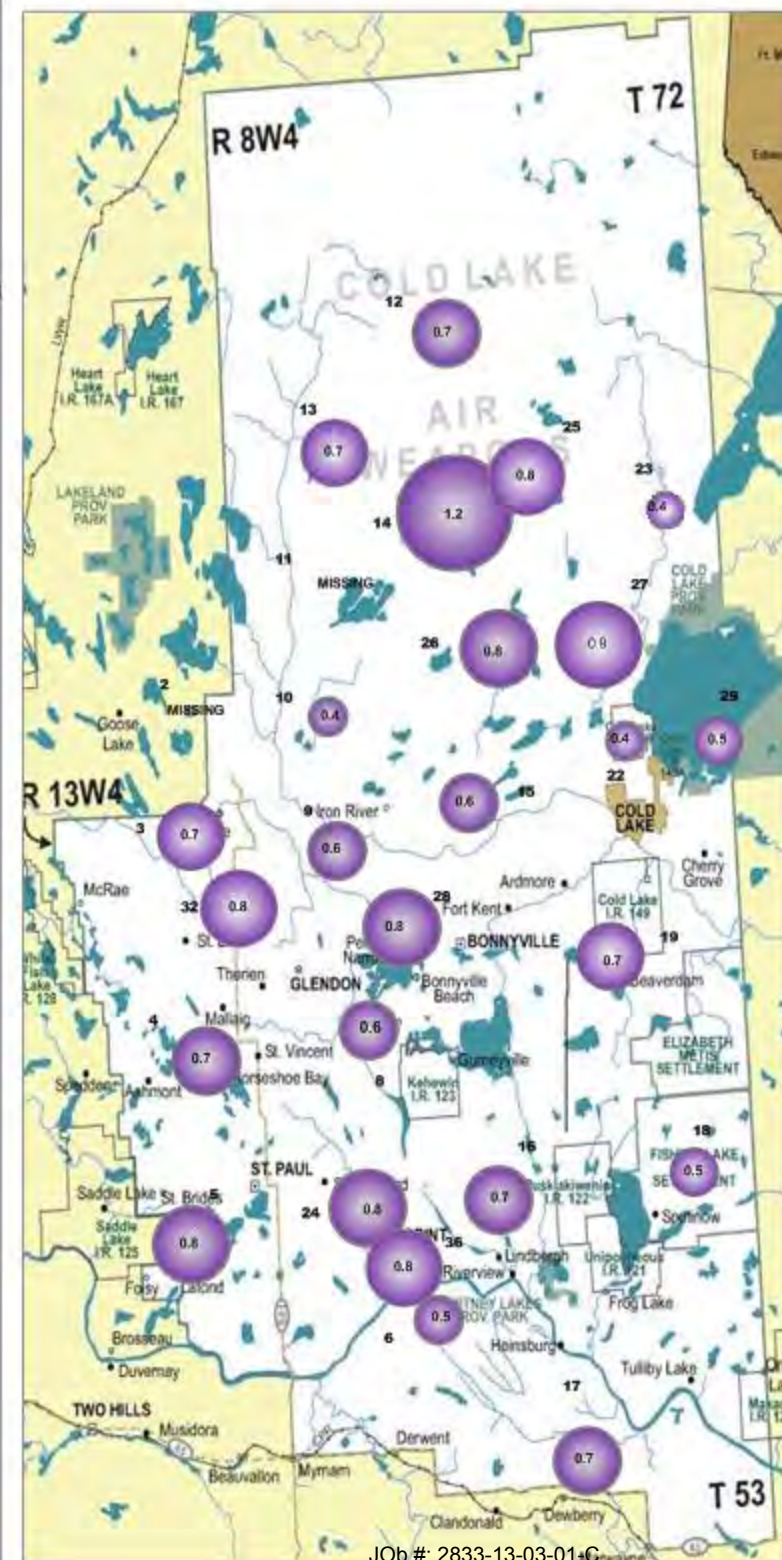 T 72
R 8W4
COLD LAKE
12
0.7
Heart
Lake
I.R. 167A
Heart
Lake
I.R. 167
AIR
13
25
0.7
0.8
23
LAKELAND
PROV
PARK
0.4
1.2
14
11
COLD
LAKE
PROV
PARK
MISSING
27
26
0.8
0.9
2
MISSING
10
29
Goose
Lake
0.4
0.4
0.5
22
R 13W4
15
0.6
COLD
LAKE
9
Iron River
3
0.7
0.6
Cherry
Grove
Ardmore
McRae
Cold Lake
I.R. 149
28
32
0.8
Fort Kent
0.8
19
BONNYVILLE
0.7
Therien
GLENDON
Bonnyville
Beach
Beaverdam
Mallaig
4
0.6
0.7
St. Vincent
Gurneyville
ELIZABETH
METIS
SETTLEMENT
Ashmont
Horseshoe Bay
8
Kehewin
I.R. 123
16
18
ST. PAUL
0.5
Saddle Lake
St. Brides
5
0.7
I.R. 122
24
0.8
Saddle
Lake
I.R. 125
36
0.8
0.8
Lindbergh
Riverview
Foisy
Lafond
Frog Lake
0.5
PROV. PARK
Brosseau
6
Heinsburg
Duvernay
Tulliby Lake
17
TWO HILLS
Musidora
Derwent
0.7
Beauvallon
Myrnam
T 53
Clandonald
Dewberry
JOb #: 2833-13-03-01-C